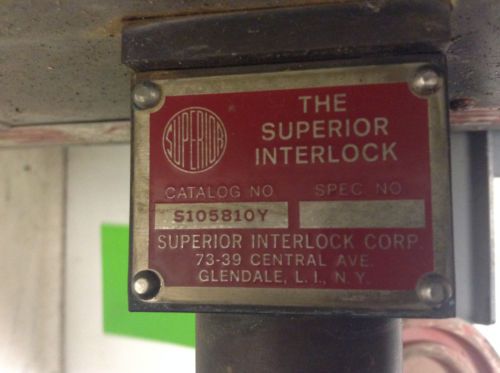 SUPERIOR
THE
SUPERIOR
INTERLOCK
CATALOG NO SPEC. NO
S105810Y
SUPERIOR INTERLOCK CORP.
73-39 CENTRAL AVE.
GLENDALE, L. I., N. Y.